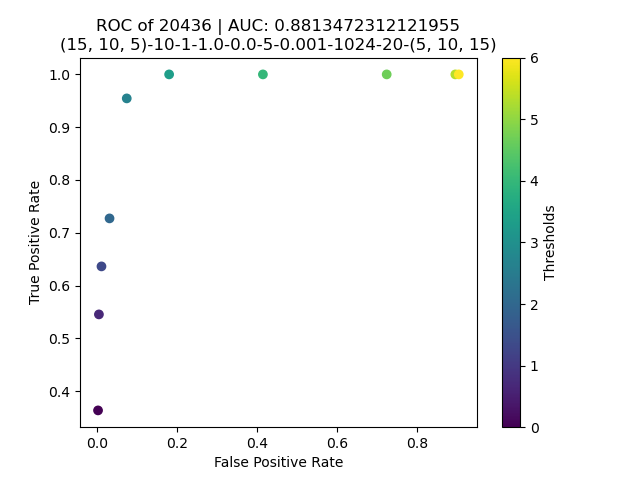 ROC of 20436 | AUC: 0.8813472312121955
(15, 10, 5)-10-1-1.0-0.0-5-0.001-1024-20-(5, 10, 15)
1.0
0.9
0.8
0.7
0.6
0.5
0.4
True Positive Rate
0.0 0.2 0.4 0.6 0.8
False Positive Rate
6
5
4
3
2
1
0
Thresholds